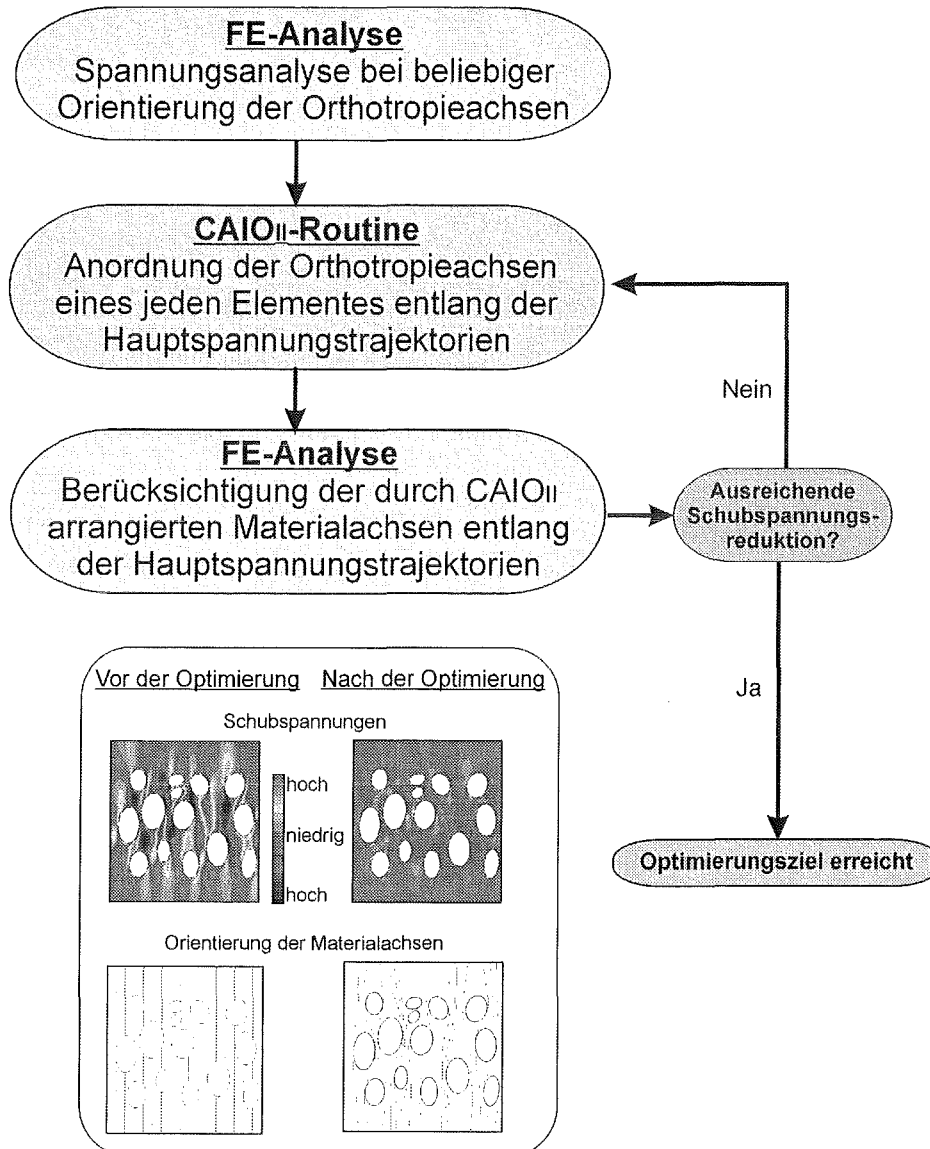 FE-Analyse
Spannungsanalyse bei beliebiger
Orientierung der Orthotropieachsen
CAIOII-Routine
Anordnung der Orthotropieachsen
eines jeden Elementes entlang der
Hauptspannungstrajektorien
Nein
FE-Analyse
Berücksichtigung der durch CAIOII
arrangierten Materialachsen entlang
der Hauptspannungstrajektorien
Ausreichende
Schubspannungs-
reduktion?
Ja
Optimierungsziel erreicht
Vor der Optimierung
Nach der Optimierung
Schubspannungen
hoch
niedrig
hoch
Orientierung der Materialachsen